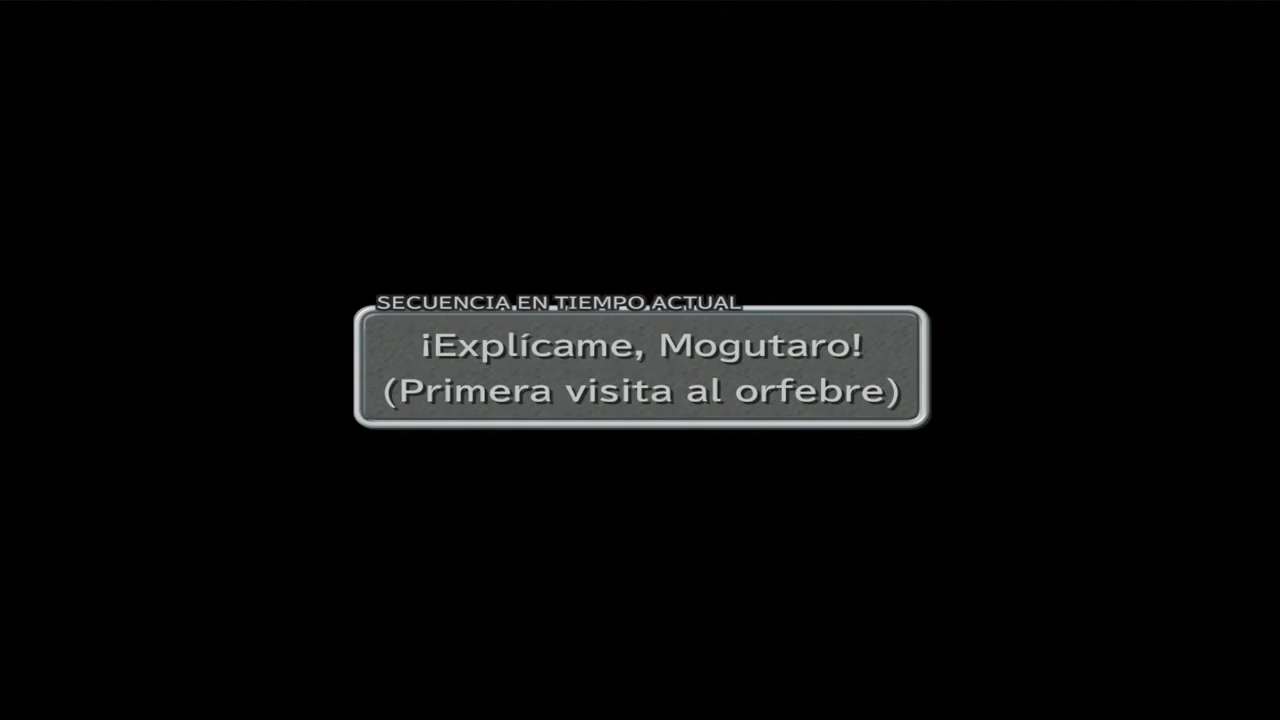 SECUENCIA EN TIEMPO ACTUAL
¡Explícame, Mogutaro!
(Primera visita al orfebre)